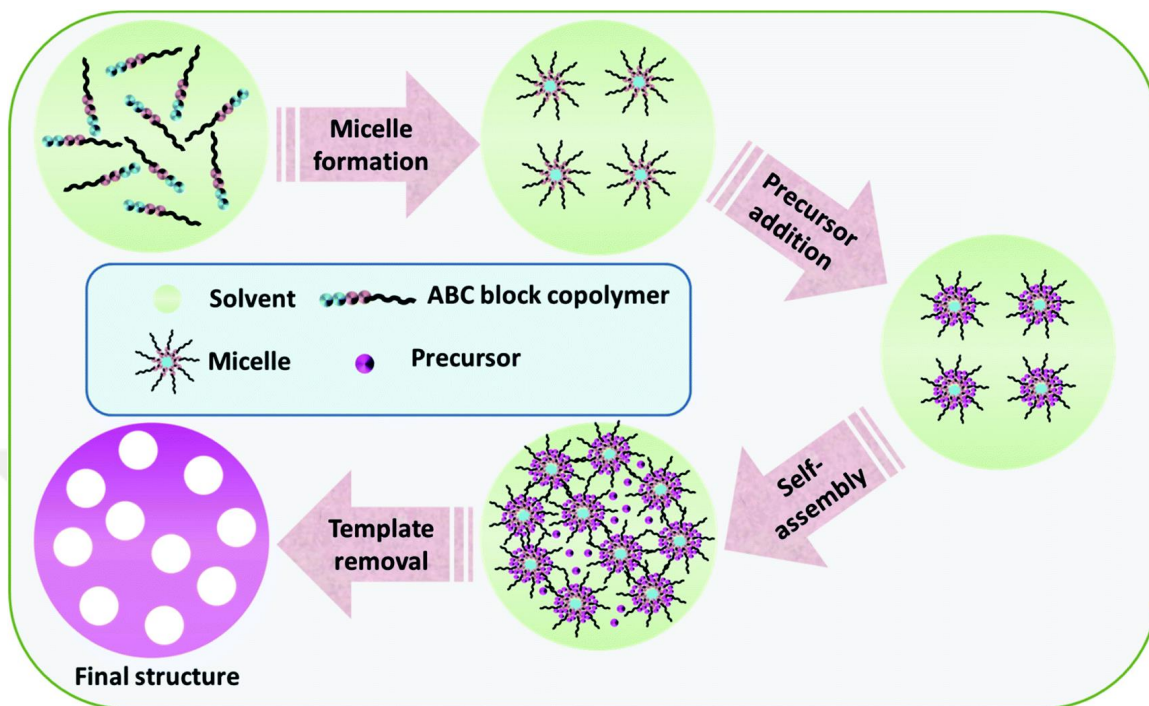 Micelle
formation
Precursor
addition
Solvent
ABC block copolymer
Micelle
Precursor
Self-
assembly
Template
removal
Final structure